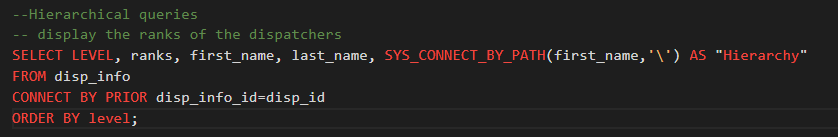 --Hierarchical queries
-- display the ranks of the dispatchers
SELECT LEVEL, ranks, first_name, last_name, SYS_CONNECT_BY_PATH(first_name,'\') AS "Hierarchy"
FROM disp_info
CONNECT BY PRIOR disp_info_id=disp_id
ORDER BY level;